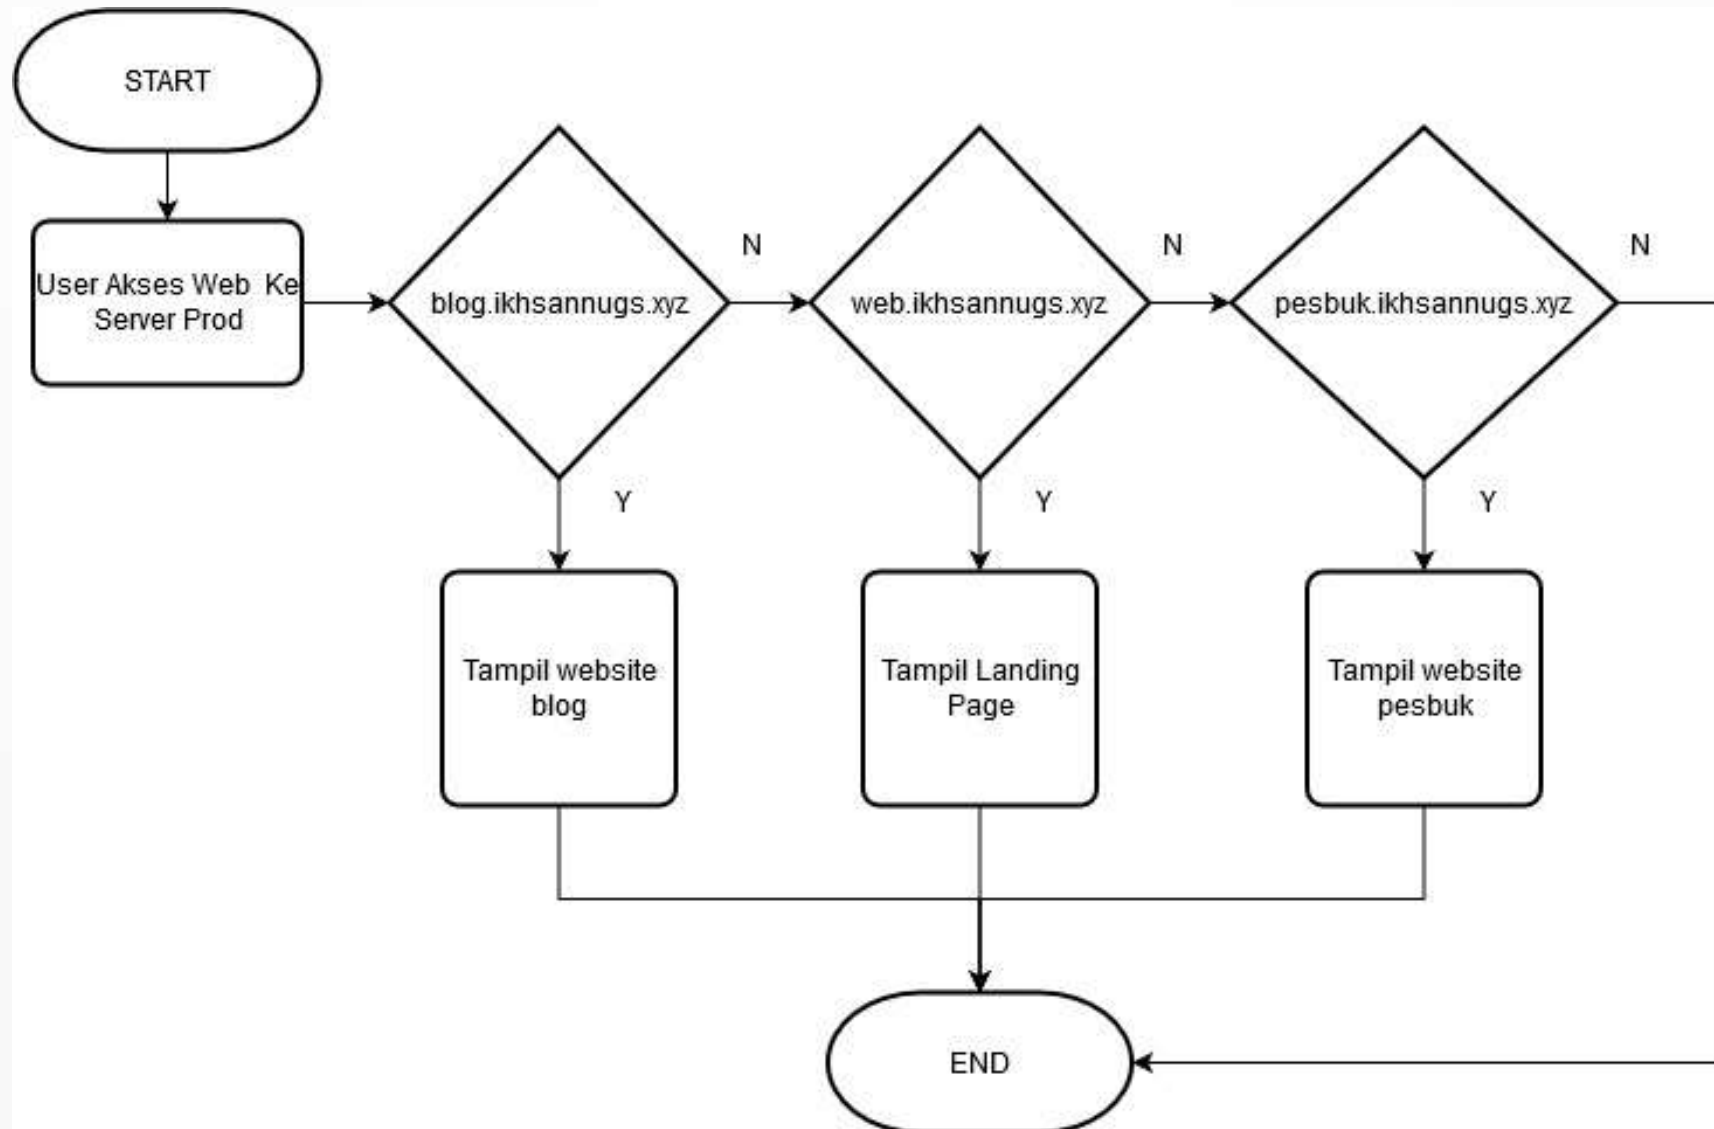 START
User Akses Web Ke
Server Prod
blog.ikhsannugs.xyz
N
web.ikhsannugs.xyz
N
pesbuk.ikhsannugs.xyz
N
Y
Y
Y
Tampil website
blog
Tampil Landing
Page
Tampil website
pesbuk
END